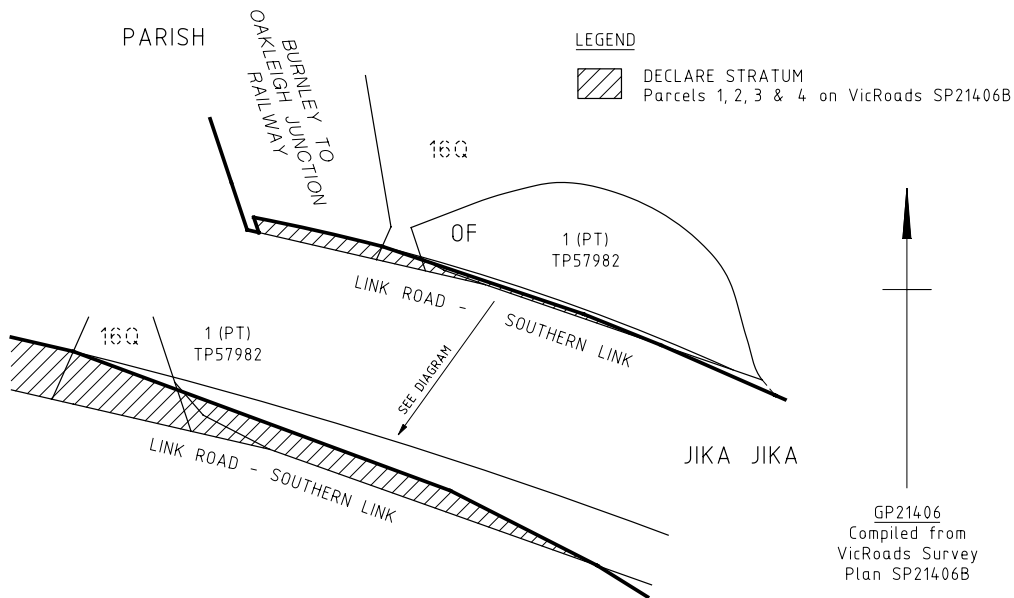 PARISH
BURNLEY TO
OAKLEIGH JUNCTION
RAILWAY
LEGEND
DECLARE STRATUM
Parcels 1, 2, 3 & 4 on VicRoads SP21406B
16Q
OF
1 (PT)
TP57982
LINK ROAD - SOUTHERN LINK
16Q
1 (PT)
TP57982
SEE DIAGRAM
LINK ROAD - SOUTHERN LINK
JIKA JIKA
GP21406
Compiled from
VicRoads Survey
Plan SP21406B